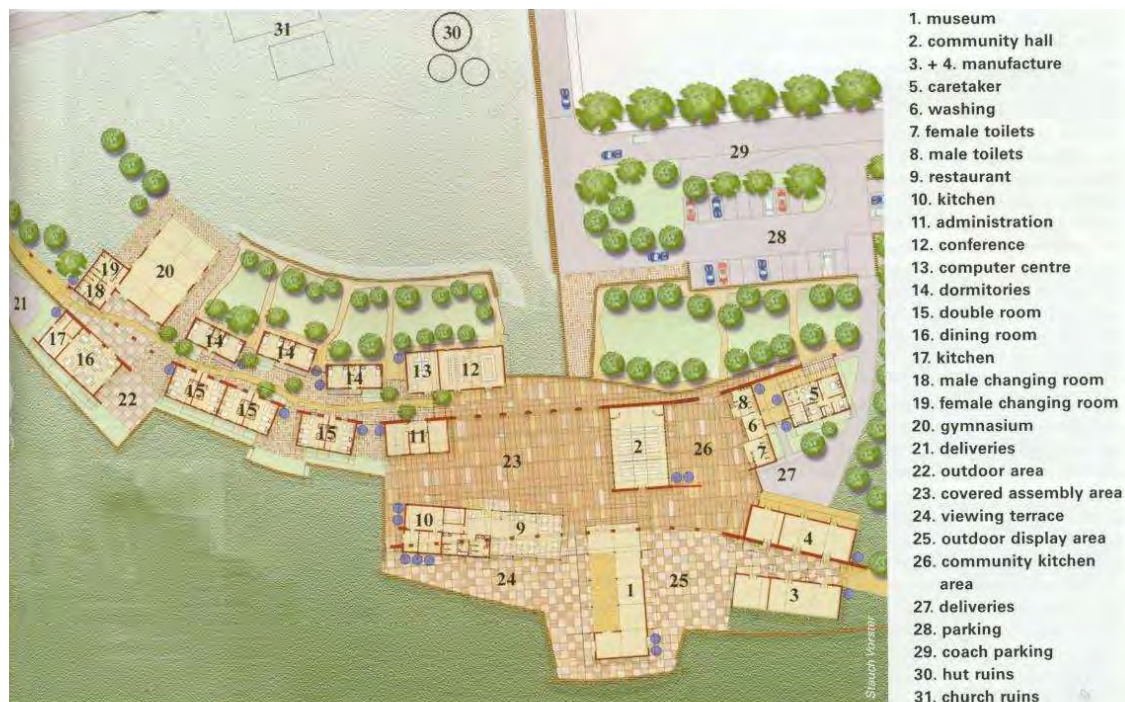 31
30
29
28
19
18
20
21
17
16
22
14
14
14
13
12
15
15
15
11
23
2
26
8
6
7
5
27
10
9
24
1
25
4
3
Stauch Vorster
1. museum
2. community hall
3. + 4. manufacture
5. caretaker
6. washing
7. female toilets
8. male toilets
9. restaurant
10. kitchen
11. administration
12. conference
13. computer centre
14. dormitories
15. double room
16. dining room
17. kitchen
18. male changing room
19. female changing room
20. gymnasium
21. deliveries
22. outdoor area
23. covered assembly area
24. viewing terrace
25. outdoor display area
26. community kitchen
area
27. deliveries
28. parking
29. coach parking
30. hut ruins
31. church ruins